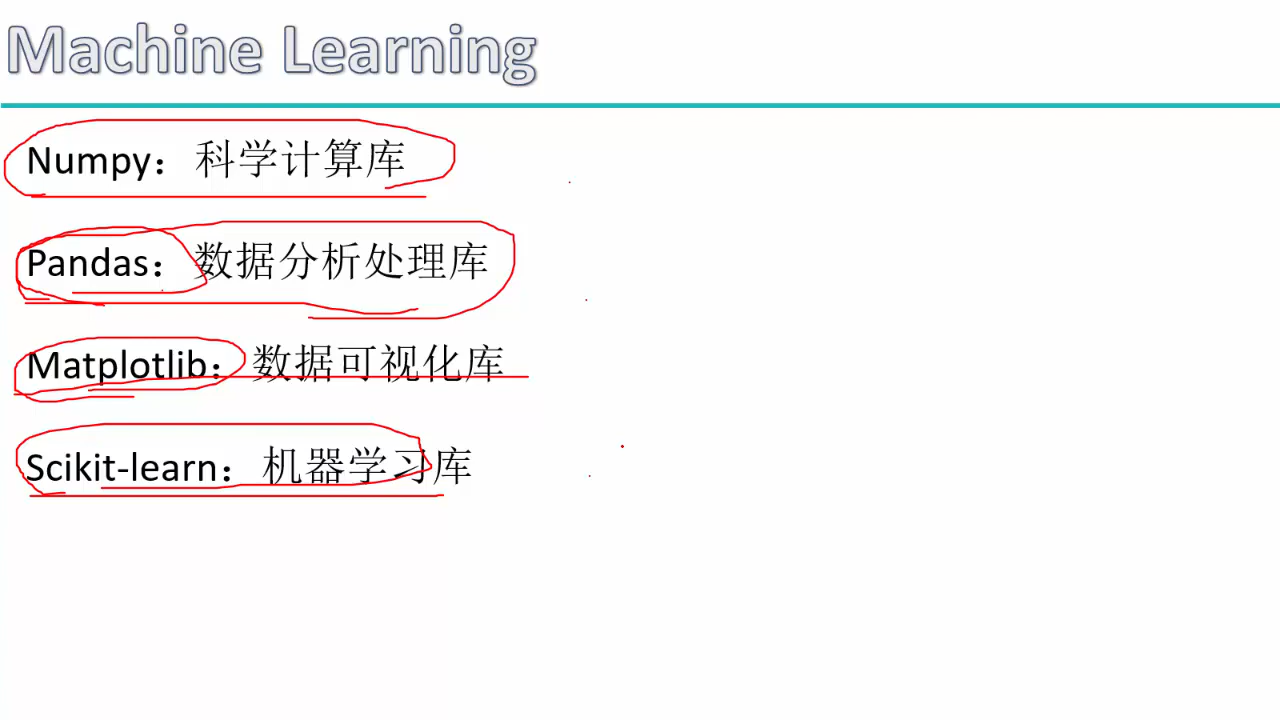 Machine Learning
Numpy：科学计算库
Pandas：数据分析处理库
Matplotlib：数据可视化库
Scikit-learn：机器学习库